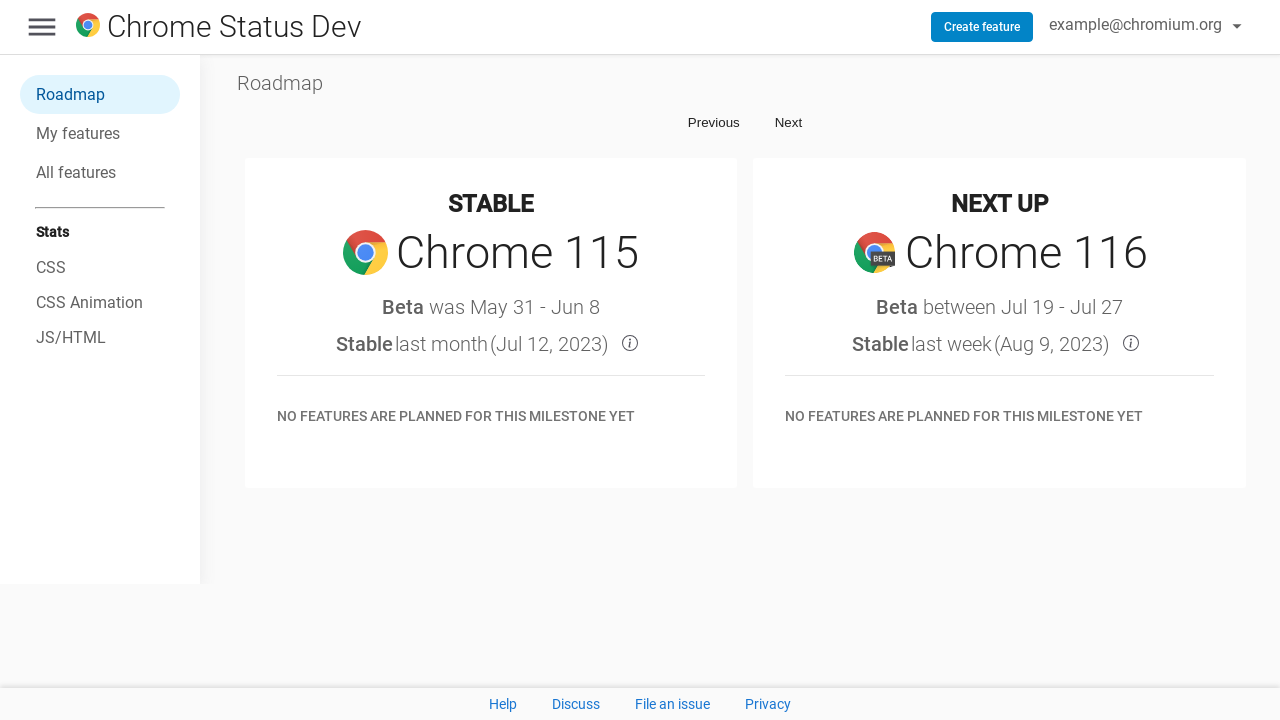 Chrome Status Dev
Create feature
example@chromium.org
Roadmap
My features
All features
Stats
CSS
CSS Animation
JS/HTML
Roadmap
Previous
Next
STABLE
Chrome 115
Beta was May 31 - Jun 8
Stable last month (Jul 12, 2023)
NO FEATURES ARE PLANNED FOR THIS MILESTONE YET
NEXT UP
BETA
Chrome 116
Beta between Jul 19 - Jul 27
Stable last week (Aug 9, 2023)
NO FEATURES ARE PLANNED FOR THIS MILESTONE YET
Help
Discuss
File an issue
Privacy